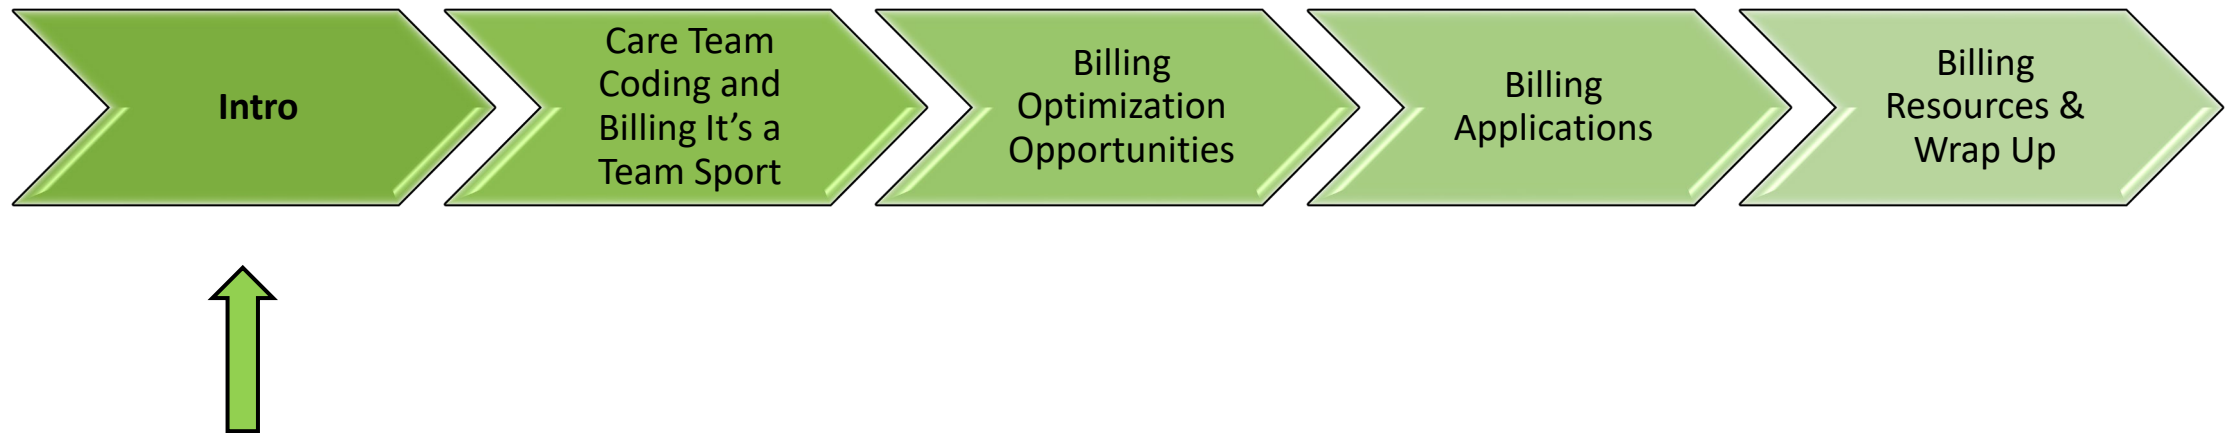 Intro
Care Team
Coding and
Billing It’s a
Team Sport
Billing
Optimization
Opportunities
Billing
Applications
Billing
Resources &
Wrap Up